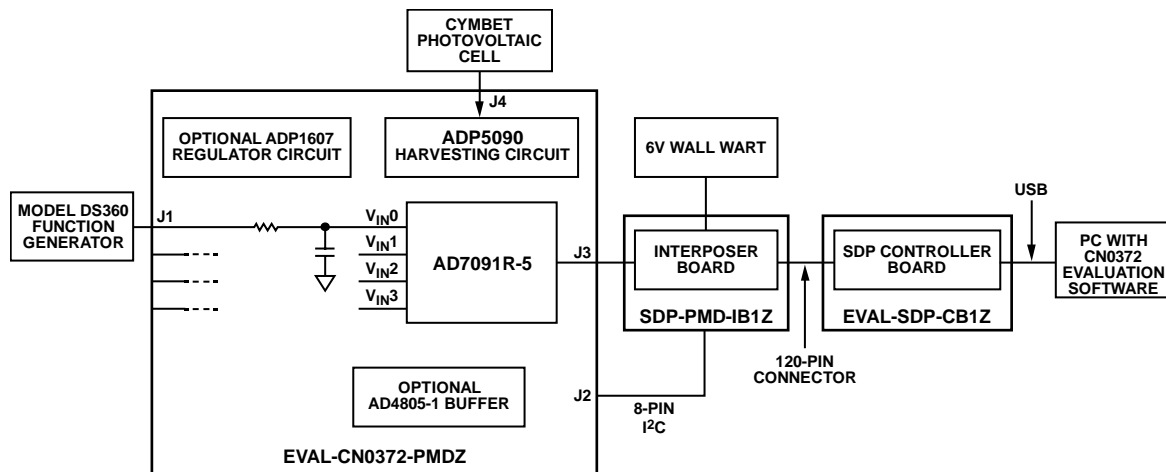 CYMBET
PHOTOVOLTAIC
CELL
J4
OPTIONAL ADP1607
REGULATOR CIRCUIT
ADP5090
HARVESTING CIRCUIT
6V WALL WART
MODEL DS360
FUNCTION
GENERATOR
J1
VIN0
VIN1
VIN2
VIN3
AD7091R-5
J3
INTERPOSER
BOARD
SDP-PMD-IB1Z
SDP CONTROLLER
BOARD
EVAL-SDP-CB1Z
USB
PC WITH
CN0372
EVALUATION
SOFTWARE
120-PIN
CONNECTOR
OPTIONAL
AD4805-1 BUFFER
J2
8-PIN
I2C
EVAL-CN0372-PMDZ